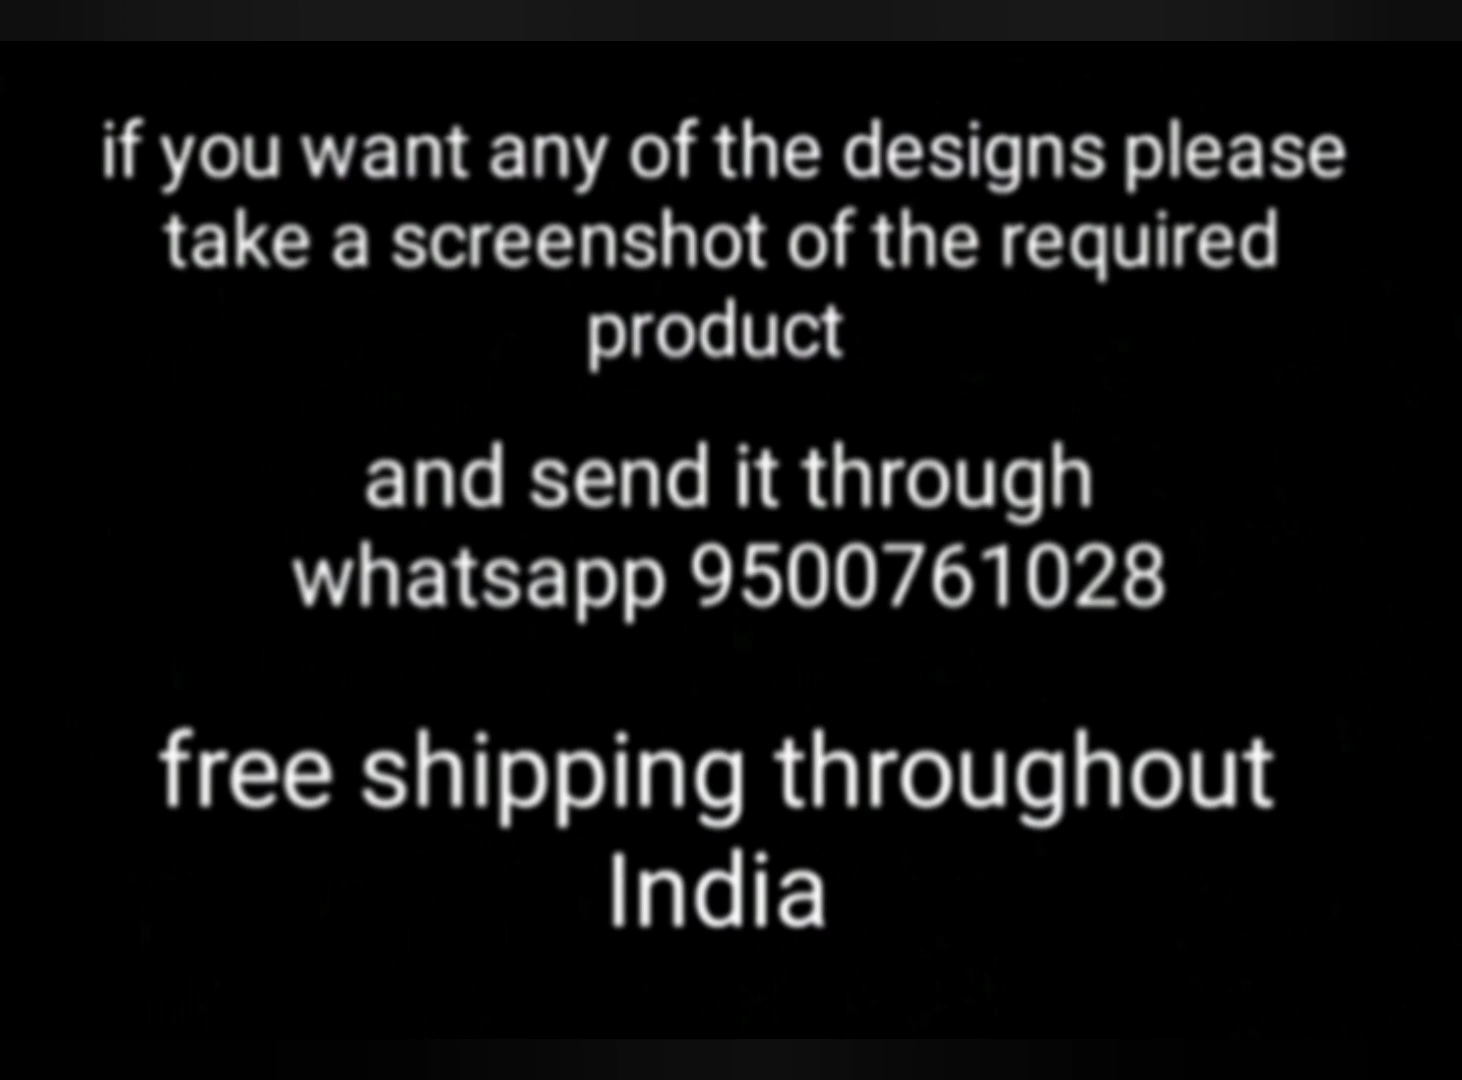 if you want any of the designs please
take a screenshot of the required
product
and send it through
whatsapp 9500761028
free shipping throughout
India